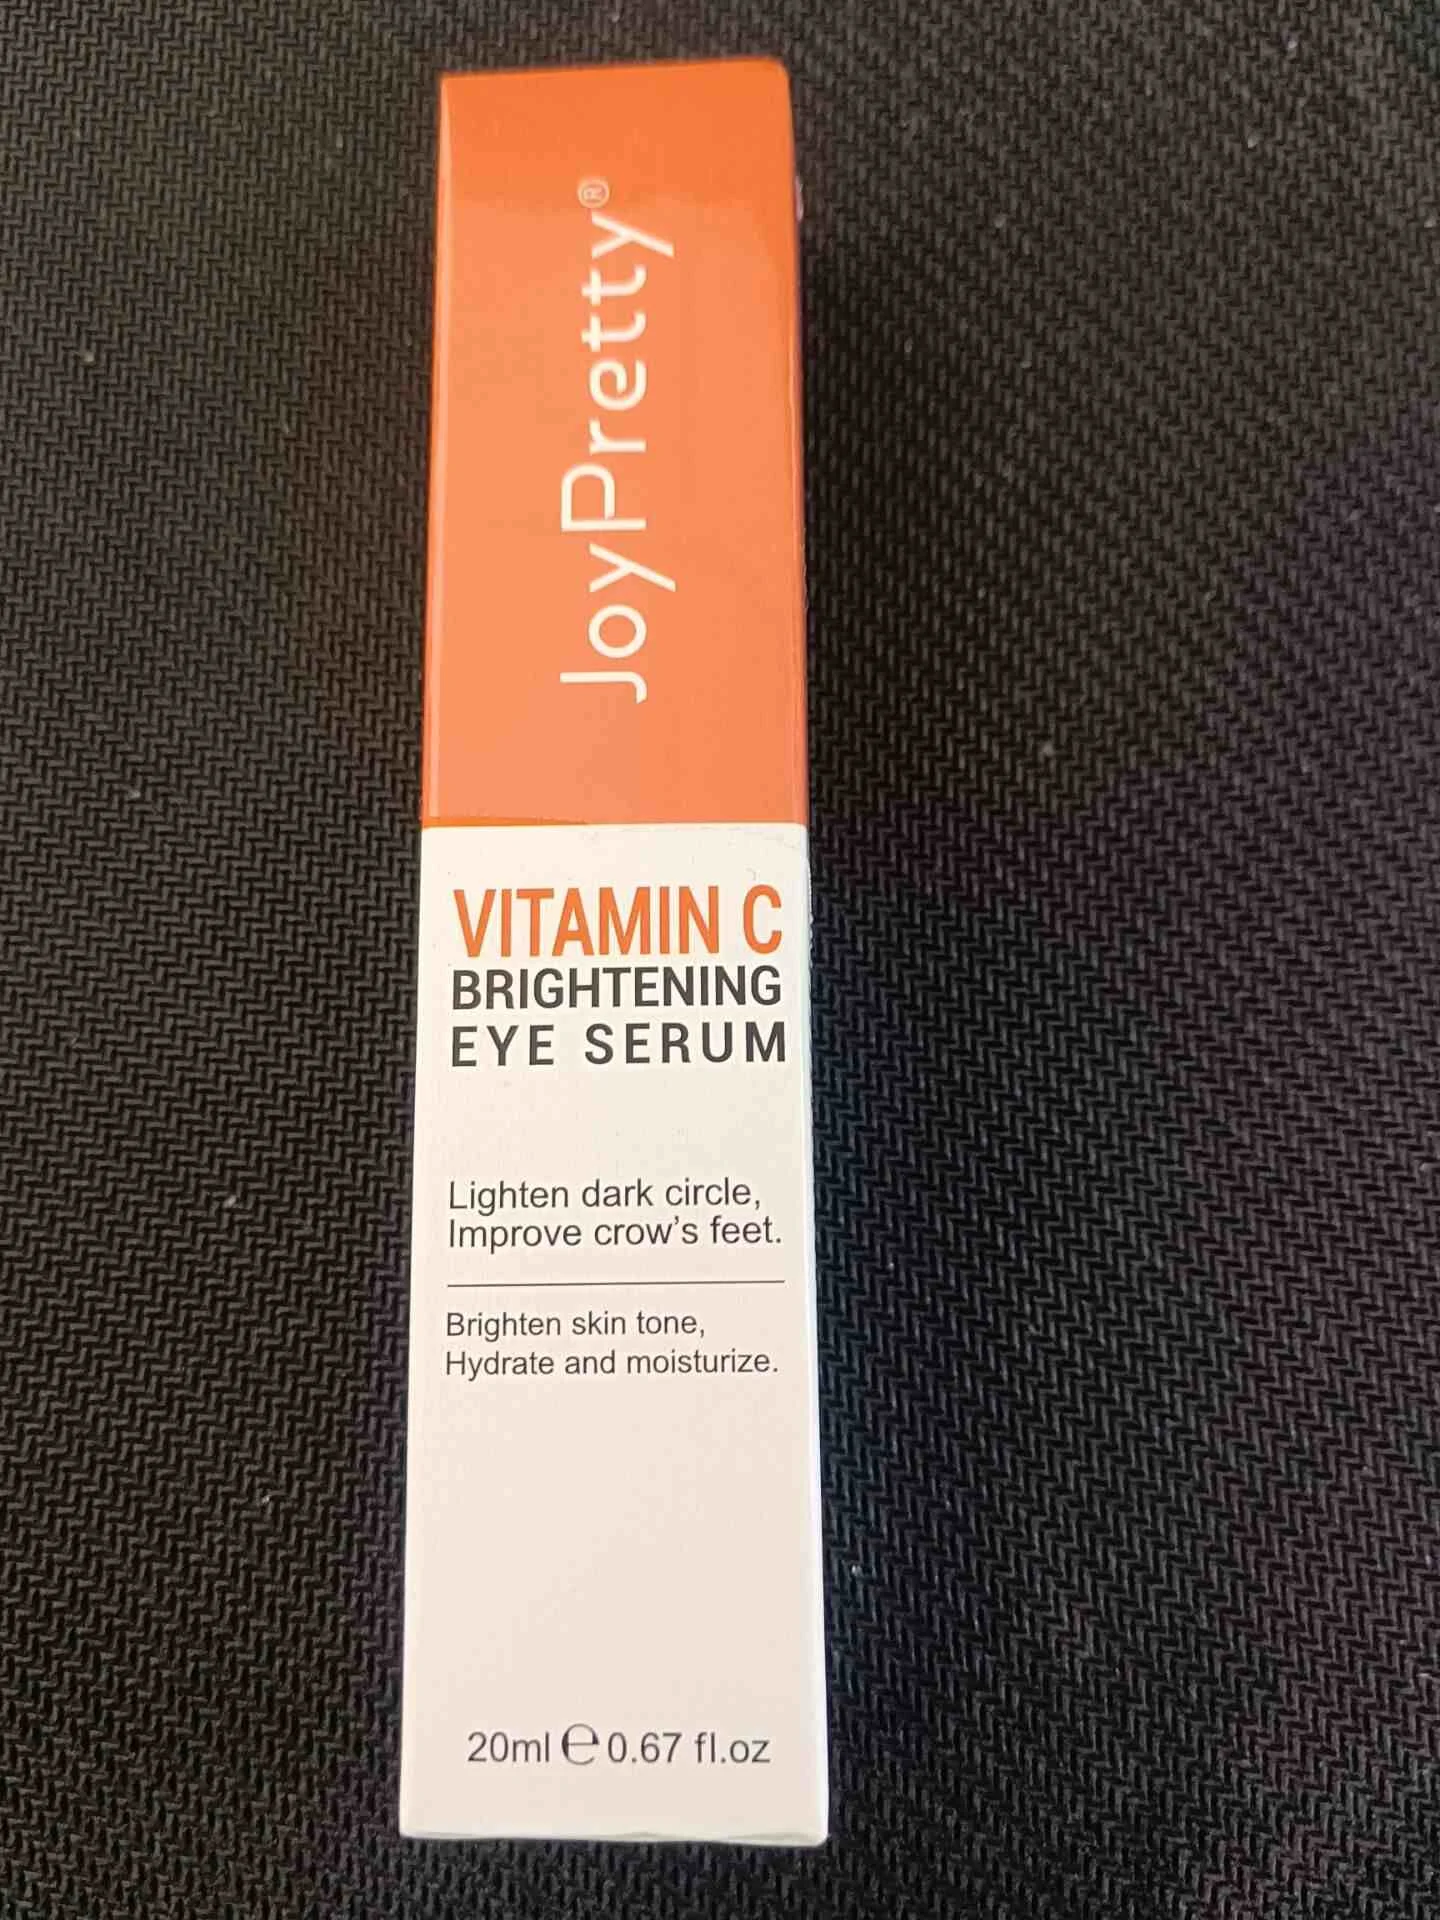 JoyPretty®
VITAMIN C
BRIGHTENING
EYE SERUM
Lighten dark circle,
Improve crow's feet.
Brighten skin tone,
Hydrate and moisturize.
20ml ℮ 0.67 fl.oz